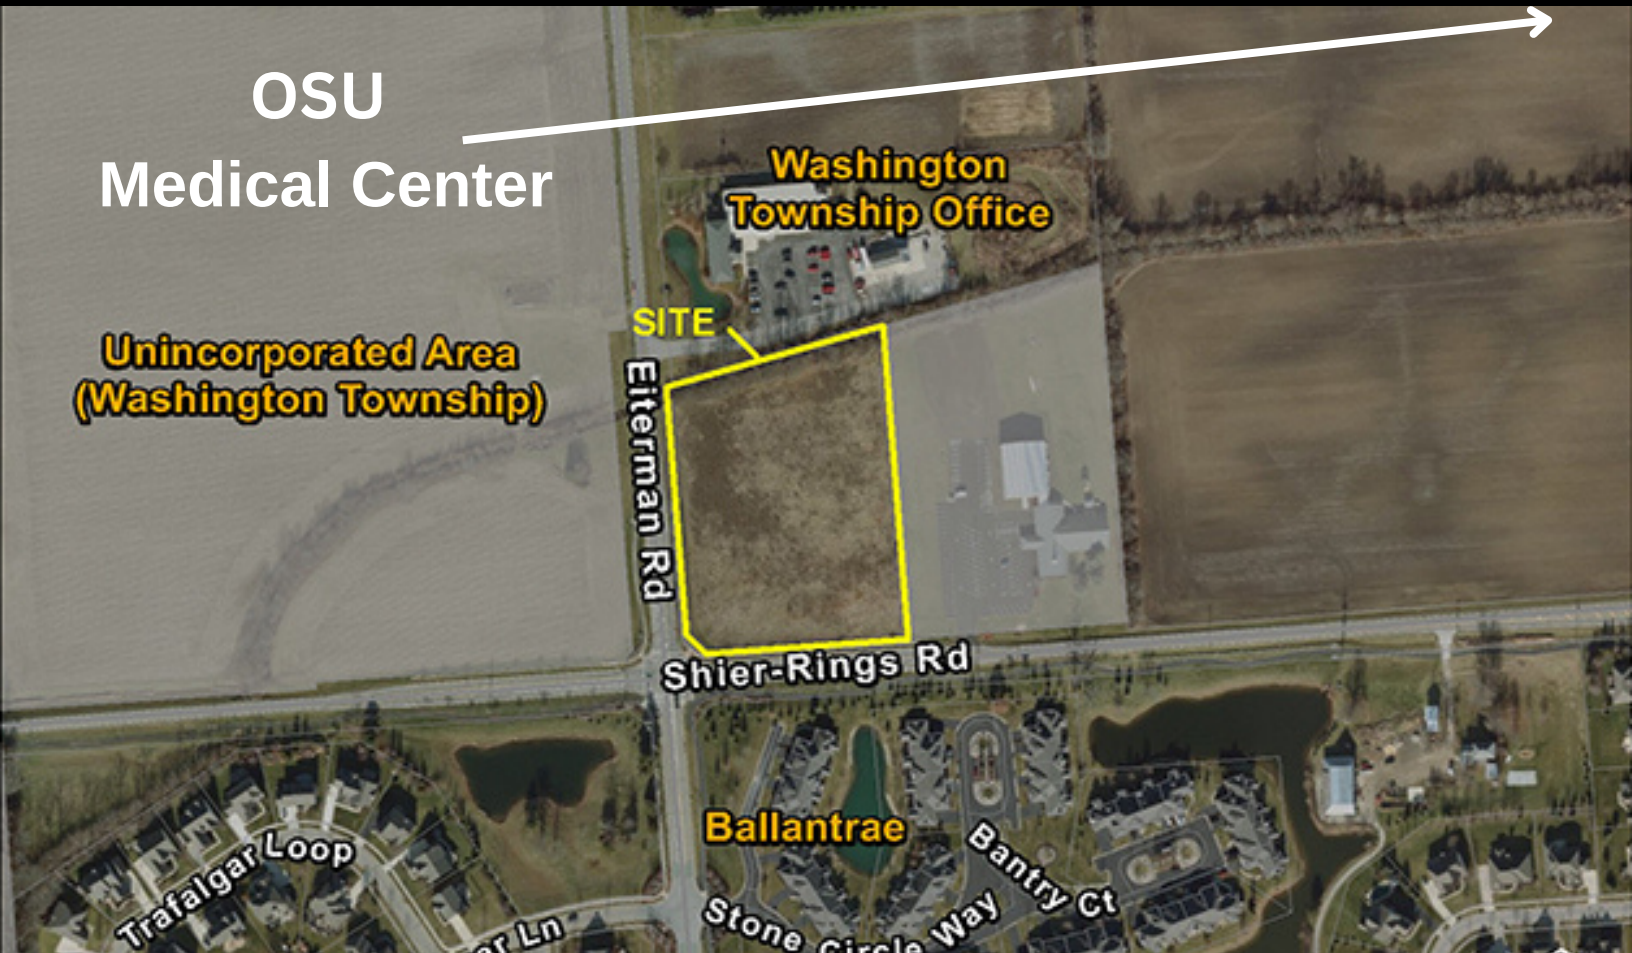 OSU
Medical Center
Washington
Township Office
SITE
Unincorporated Area
(Washington Township)
Eiterman Rd
Shier-Rings Rd
Ballantrae
Trafalgar Loop
Bantry Ct
Stone Circle Way
Ln